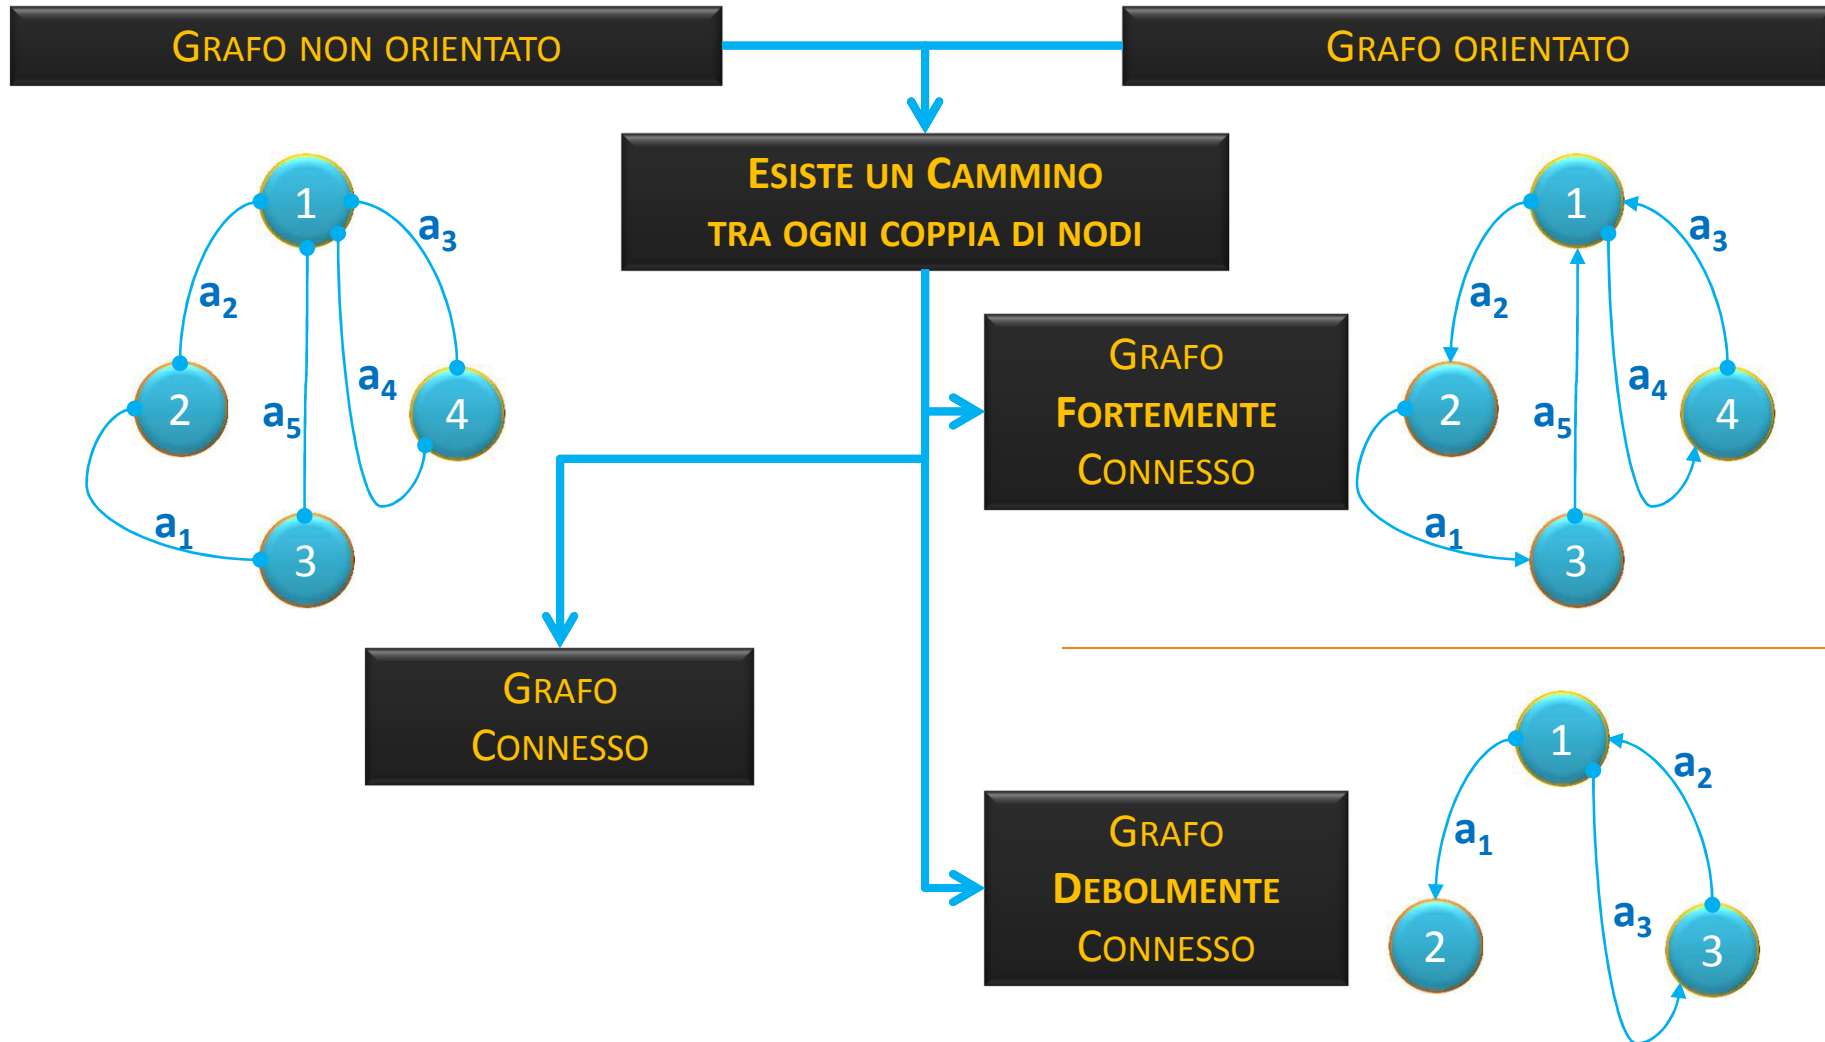 GRAFO NON ORIENTATO
GRAFO ORIENTATO
ESISTE UN CAMMINO
TRA OGNI COPPIA DI NODI
1
a3
a2
a4
2
a5
4
a1
3
GRAFO
FORTEMENTE
CONNESSO
1
a3
a2
a4
2
a5
4
a1
3
GRAFO
CONNESSO
GRAFO
DEBOLMENTE
CONNESSO
1
a2
a1
a3
2
3